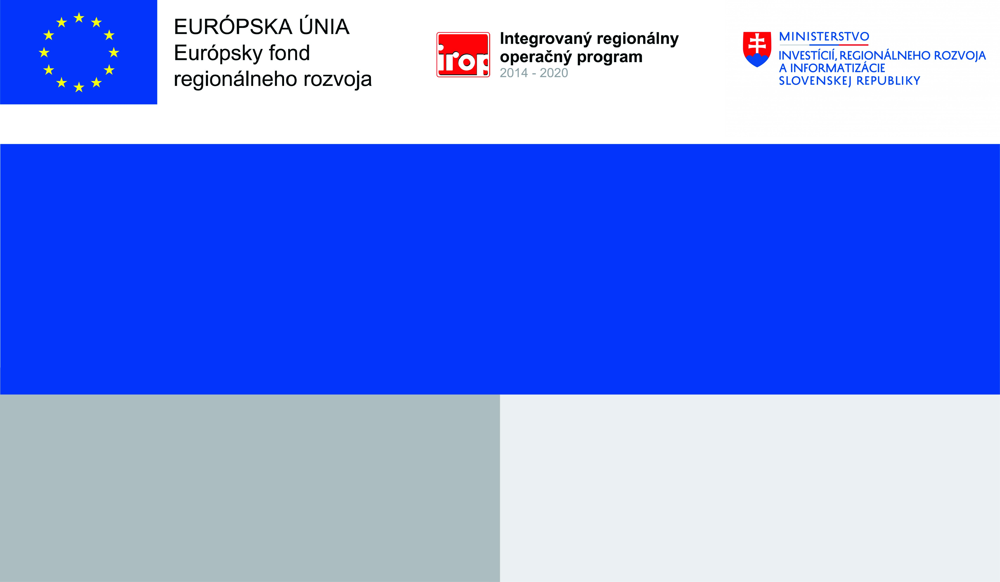 EURÓPSKA ÚNIA
Európsky fond
regionálneho rozvoja
irop
Integrovaný regionálny
operačný program
2014 - 2020
MINISTERSTVO
INVESTÍCIÍ, REGIONÁLNEHO ROZVOJA
A INFORMATIZÁCIE
SLOVENSKEJ REPUBLIKY